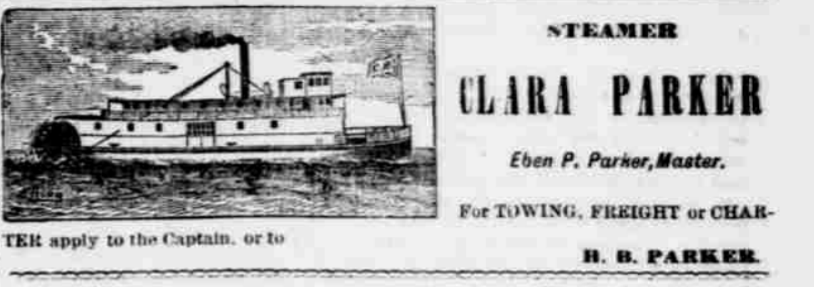 STEAMER
CLARA PARKER
Eben P. Parker, Master.
For TOWING, FREIGHT or CHAR-
TER apply to the Captain, or to
H. B. PARKER.